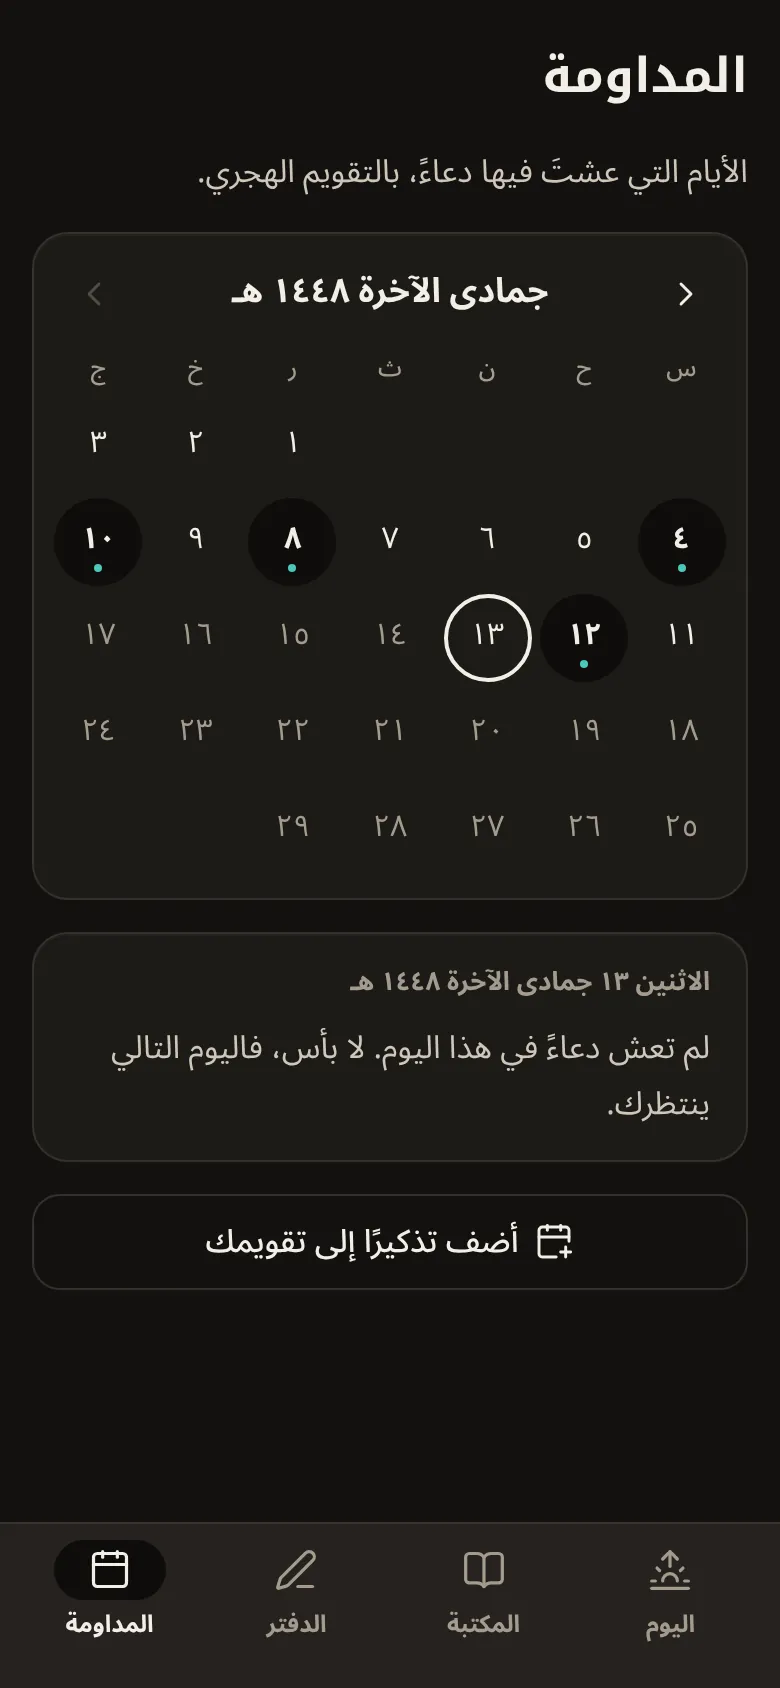 المداومة
الأيام التي عشتَ فيها دعاءً، بالتقويم الهجري.
جمادى الآخرة ١٤٤٨ هـ
س ح ن ث ر خ ج
١ ٢ ٣
٤ ٥ ٦ ٧ ٨ ٩ ١٠
١١ ١٢ ١٣ ١٤ ١٥ ١٦ ١٧
١٨ ١٩ ٢٠ ٢١ ٢٢ ٢٣ ٢٤
٢٥ ٢٦ ٢٧ ٢٨ ٢٩
الاثنين ١٣ جمادى الآخرة ١٤٤٨ هـ
لم تعش دعاءً في هذا اليوم. لا بأس، فاليوم التالي
ينتظرك.
أضف تذكيرًا إلى تقويمك
اليوم المكتبة الدفتر المداومة